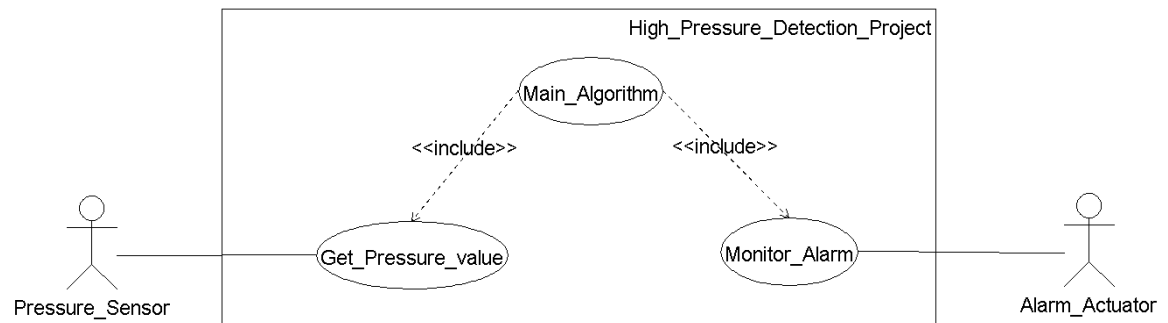 High_Pressure_Detection_Project
Main_Algorithm
<<include>>
<<include>>
Get_Pressure_value
Monitor_Alarm
Pressure_Sensor
Alarm_Actuator